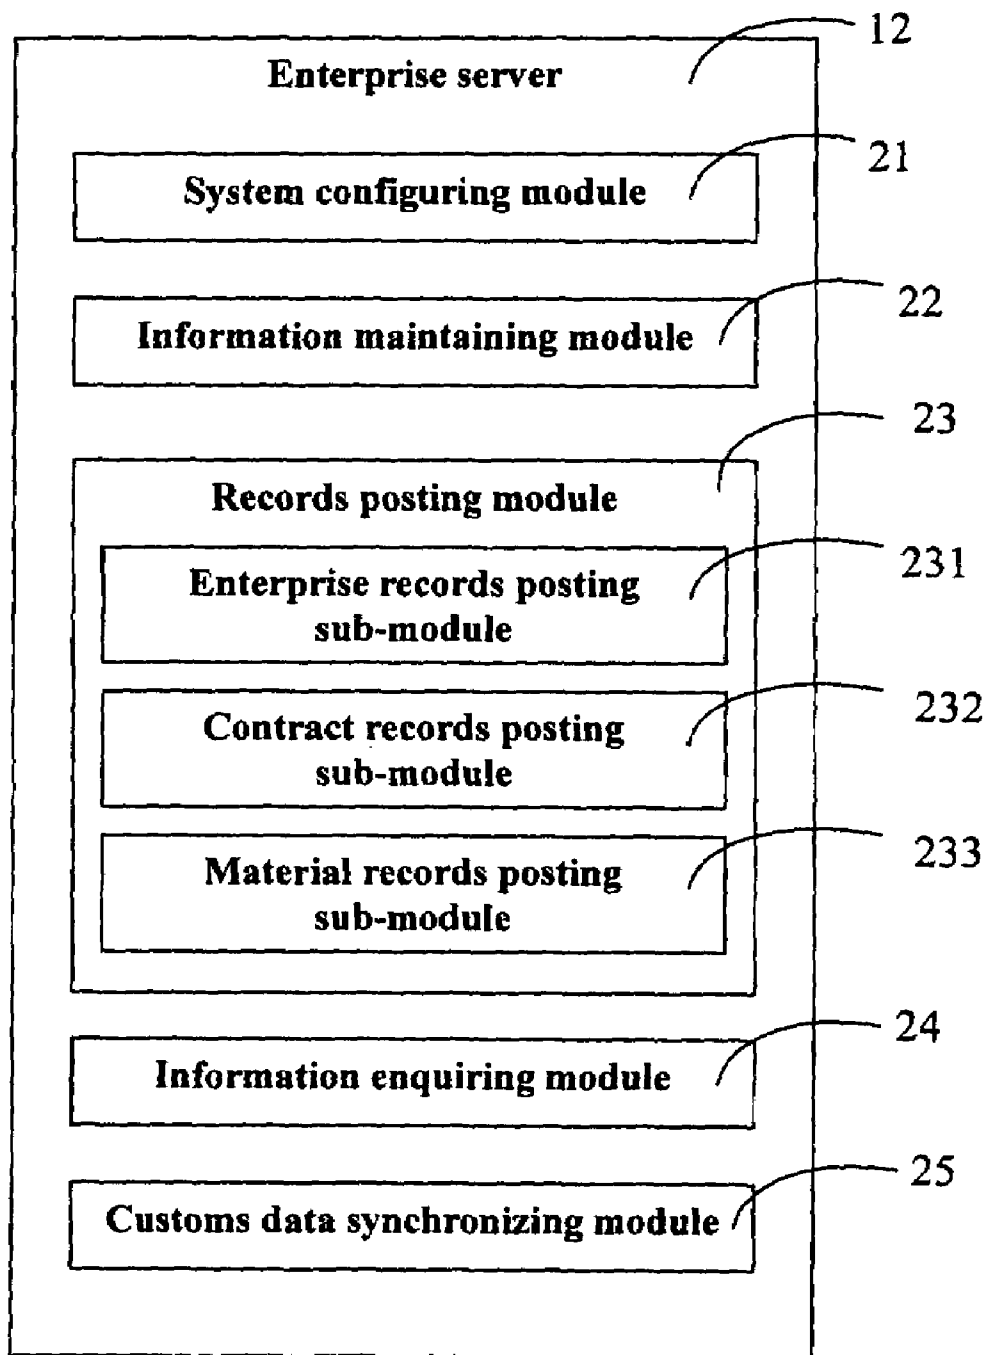 12
Enterprise server
21
System configuring module
22
Information maintaining module
23
Records posting module
231
Enterprise records posting
sub-module
232
Contract records posting
sub-module
233
Material records posting
sub-module
24
Information enquiring module
25
Customs data synchronizing module